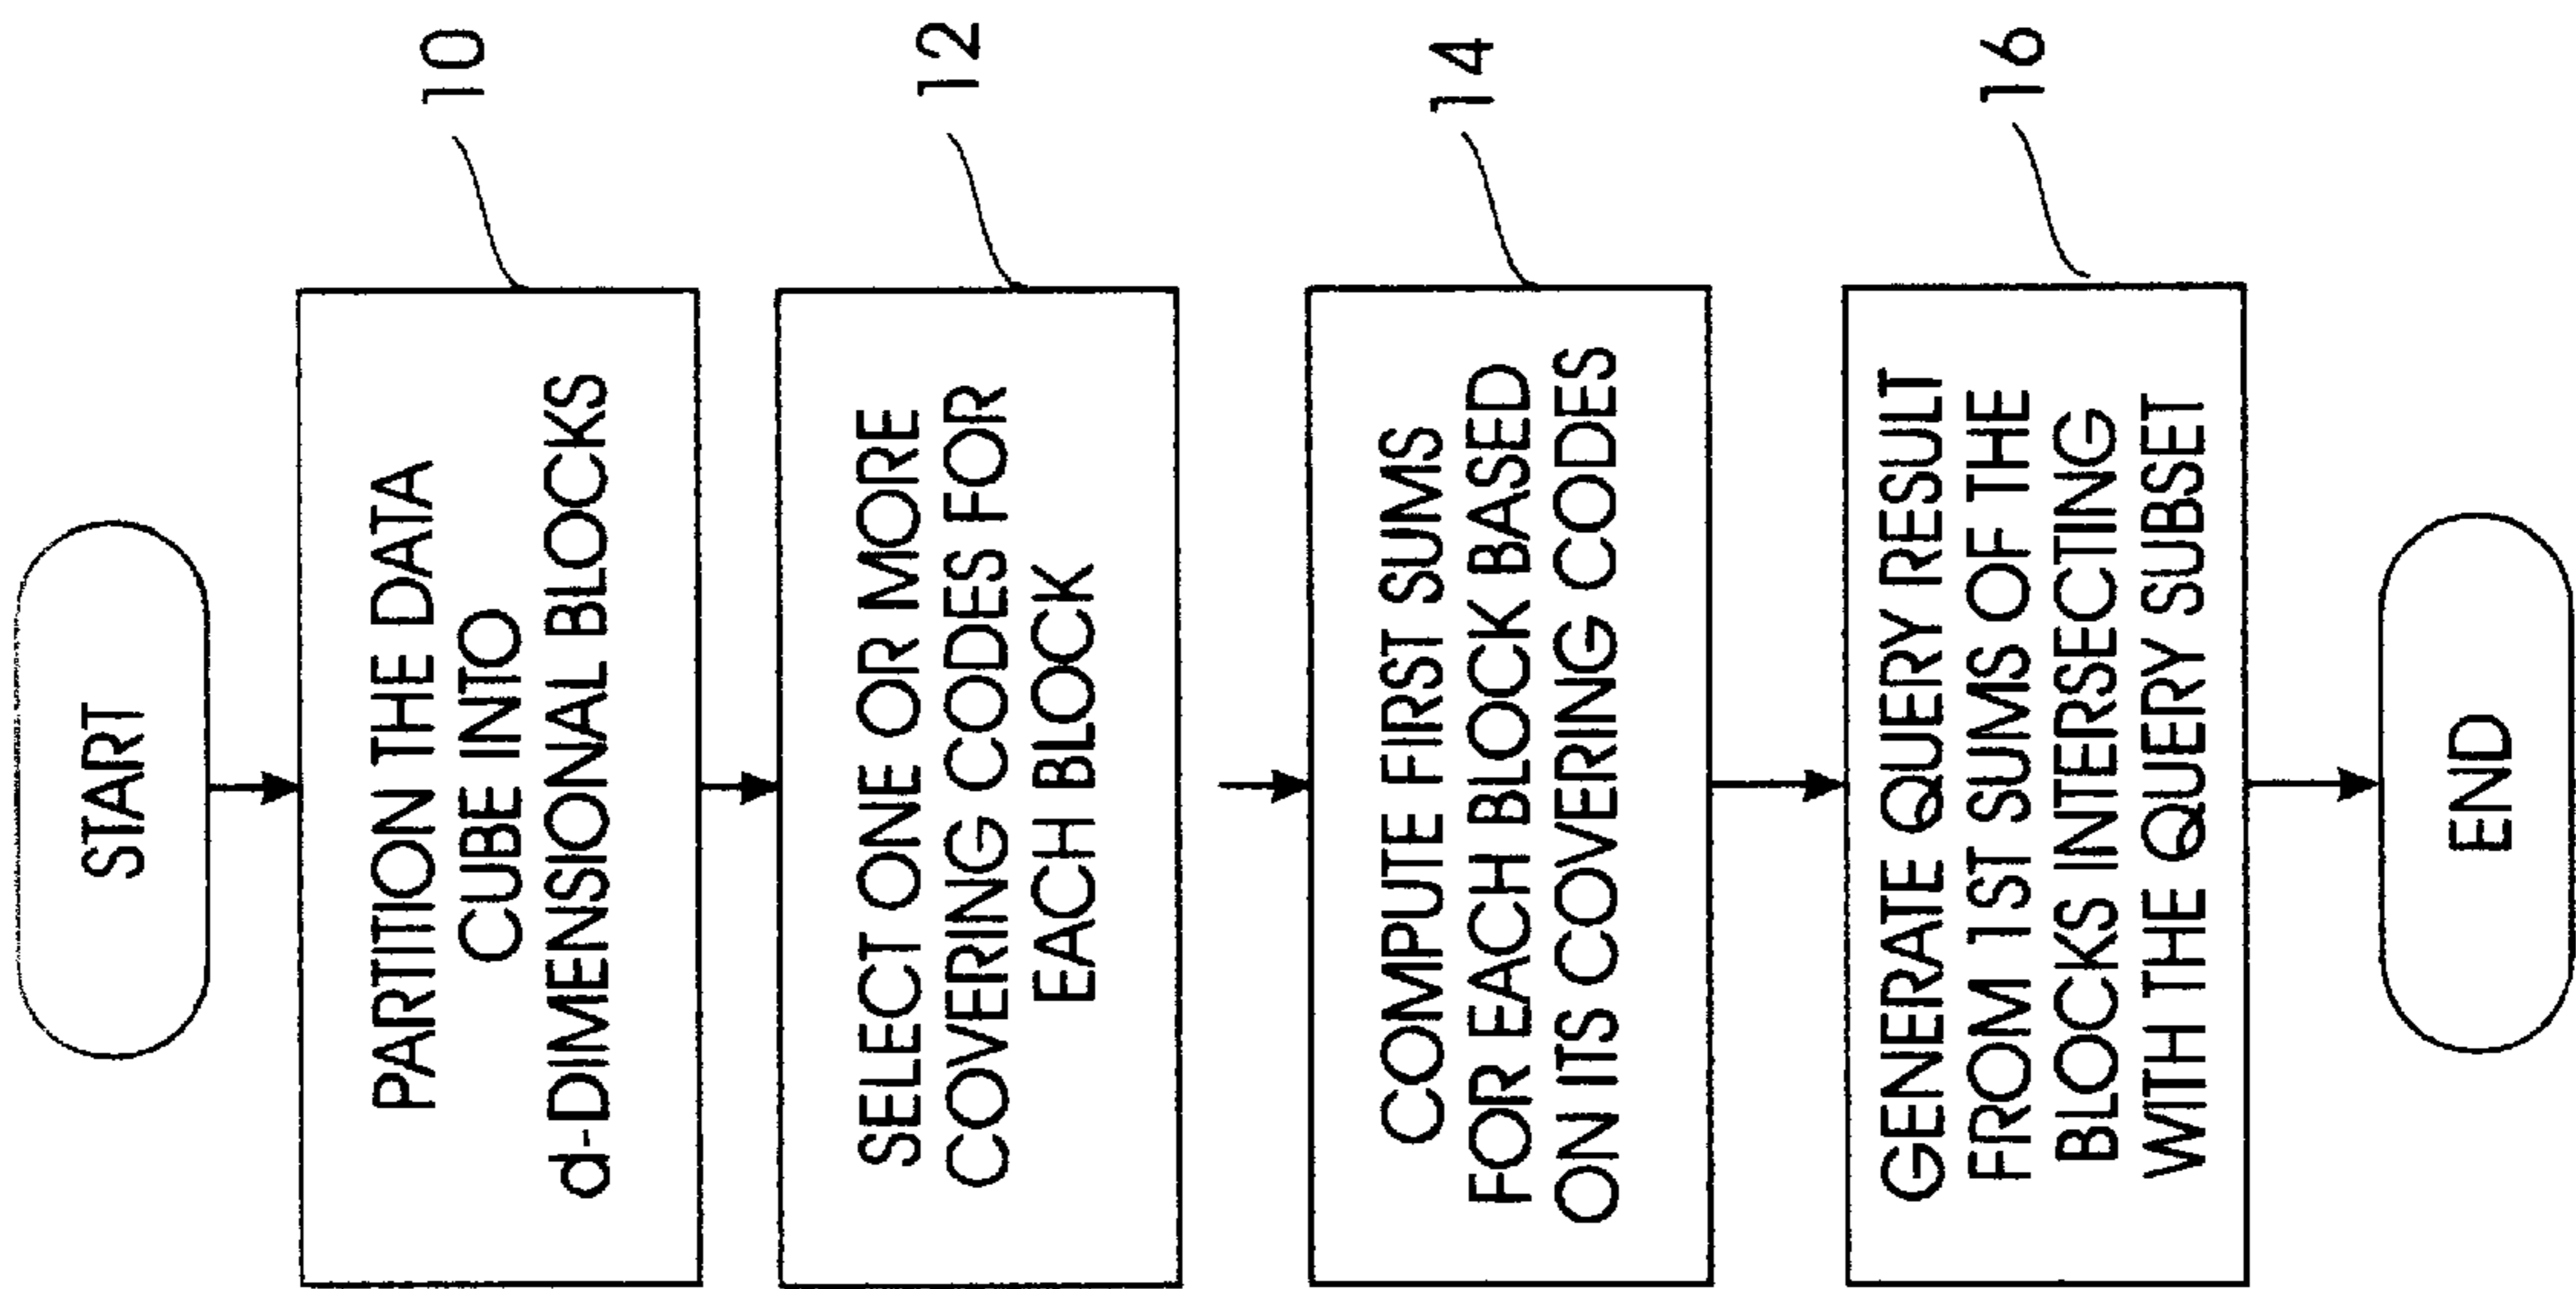 START
PARTITION THE DATA
CUBE INTO
d-DIMENSIONAL BLOCKS
10
SELECT ONE OR MORE
COVERING CODES FOR
EACH BLOCK
12
COMPUTE FIRST SUMS
FOR EACH BLOCK BASED
ON ITS COVERING CODES
14
GENERATE QUERY RESULT
FROM 1ST SUMS OF THE
BLOCKS INTERSECTING
WITH THE QUERY SUBSET
16
END